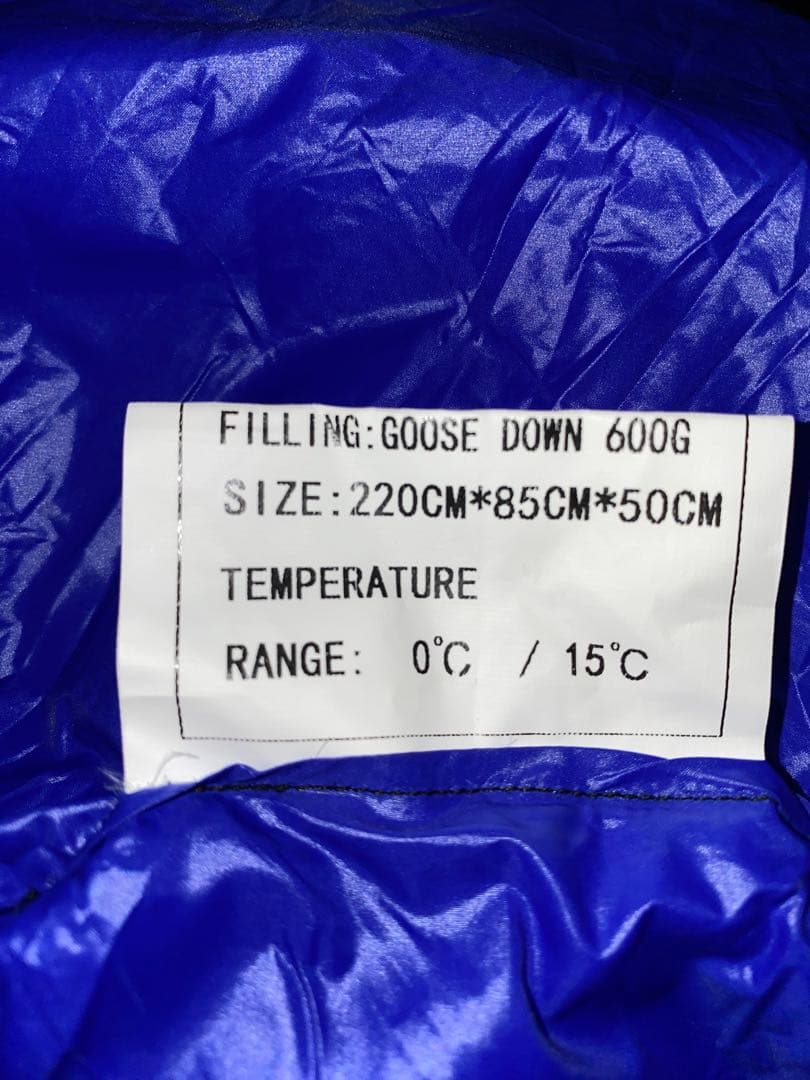 FILLING:GOOSE DOWN 600G
SIZE:220CM*85CM*50CM
TEMPERATURE
RANGE: 0°C / 15°C